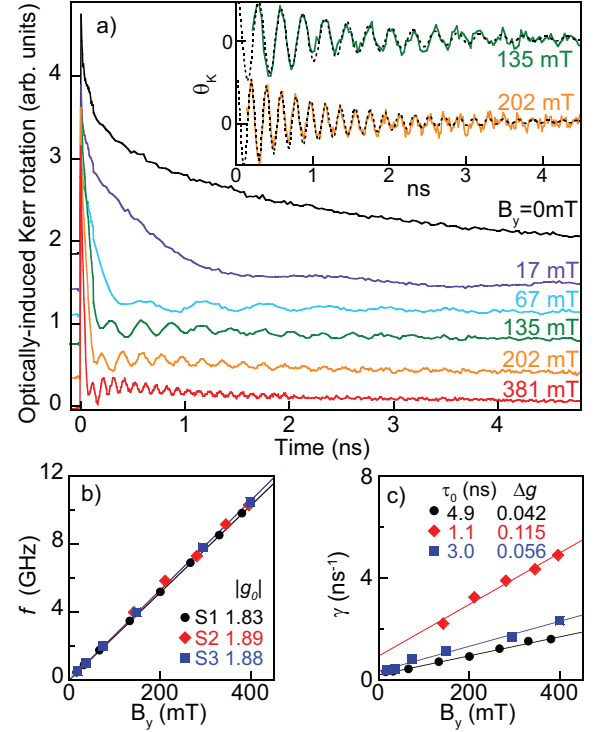 a)
Optically-induced Kerr rotation (arb. units)
4
3
2
1
0
0
1
2
3
4
Time (ns)
θK
0
0
135 mT
202 mT
0
1
2
3
4
ns
By=0mT
17 mT
67 mT
135 mT
202 mT
381 mT
b)
f (GHz)
12
8
4
0
|g0|
S1 1.83
S2 1.89
S3 1.88
0
200
400
By (mT)
c)
γ (ns-1)
8
4
0
τ0 (ns) Δg
4.9 0.042
1.1 0.115
3.0 0.056
0
200
400
By (mT)